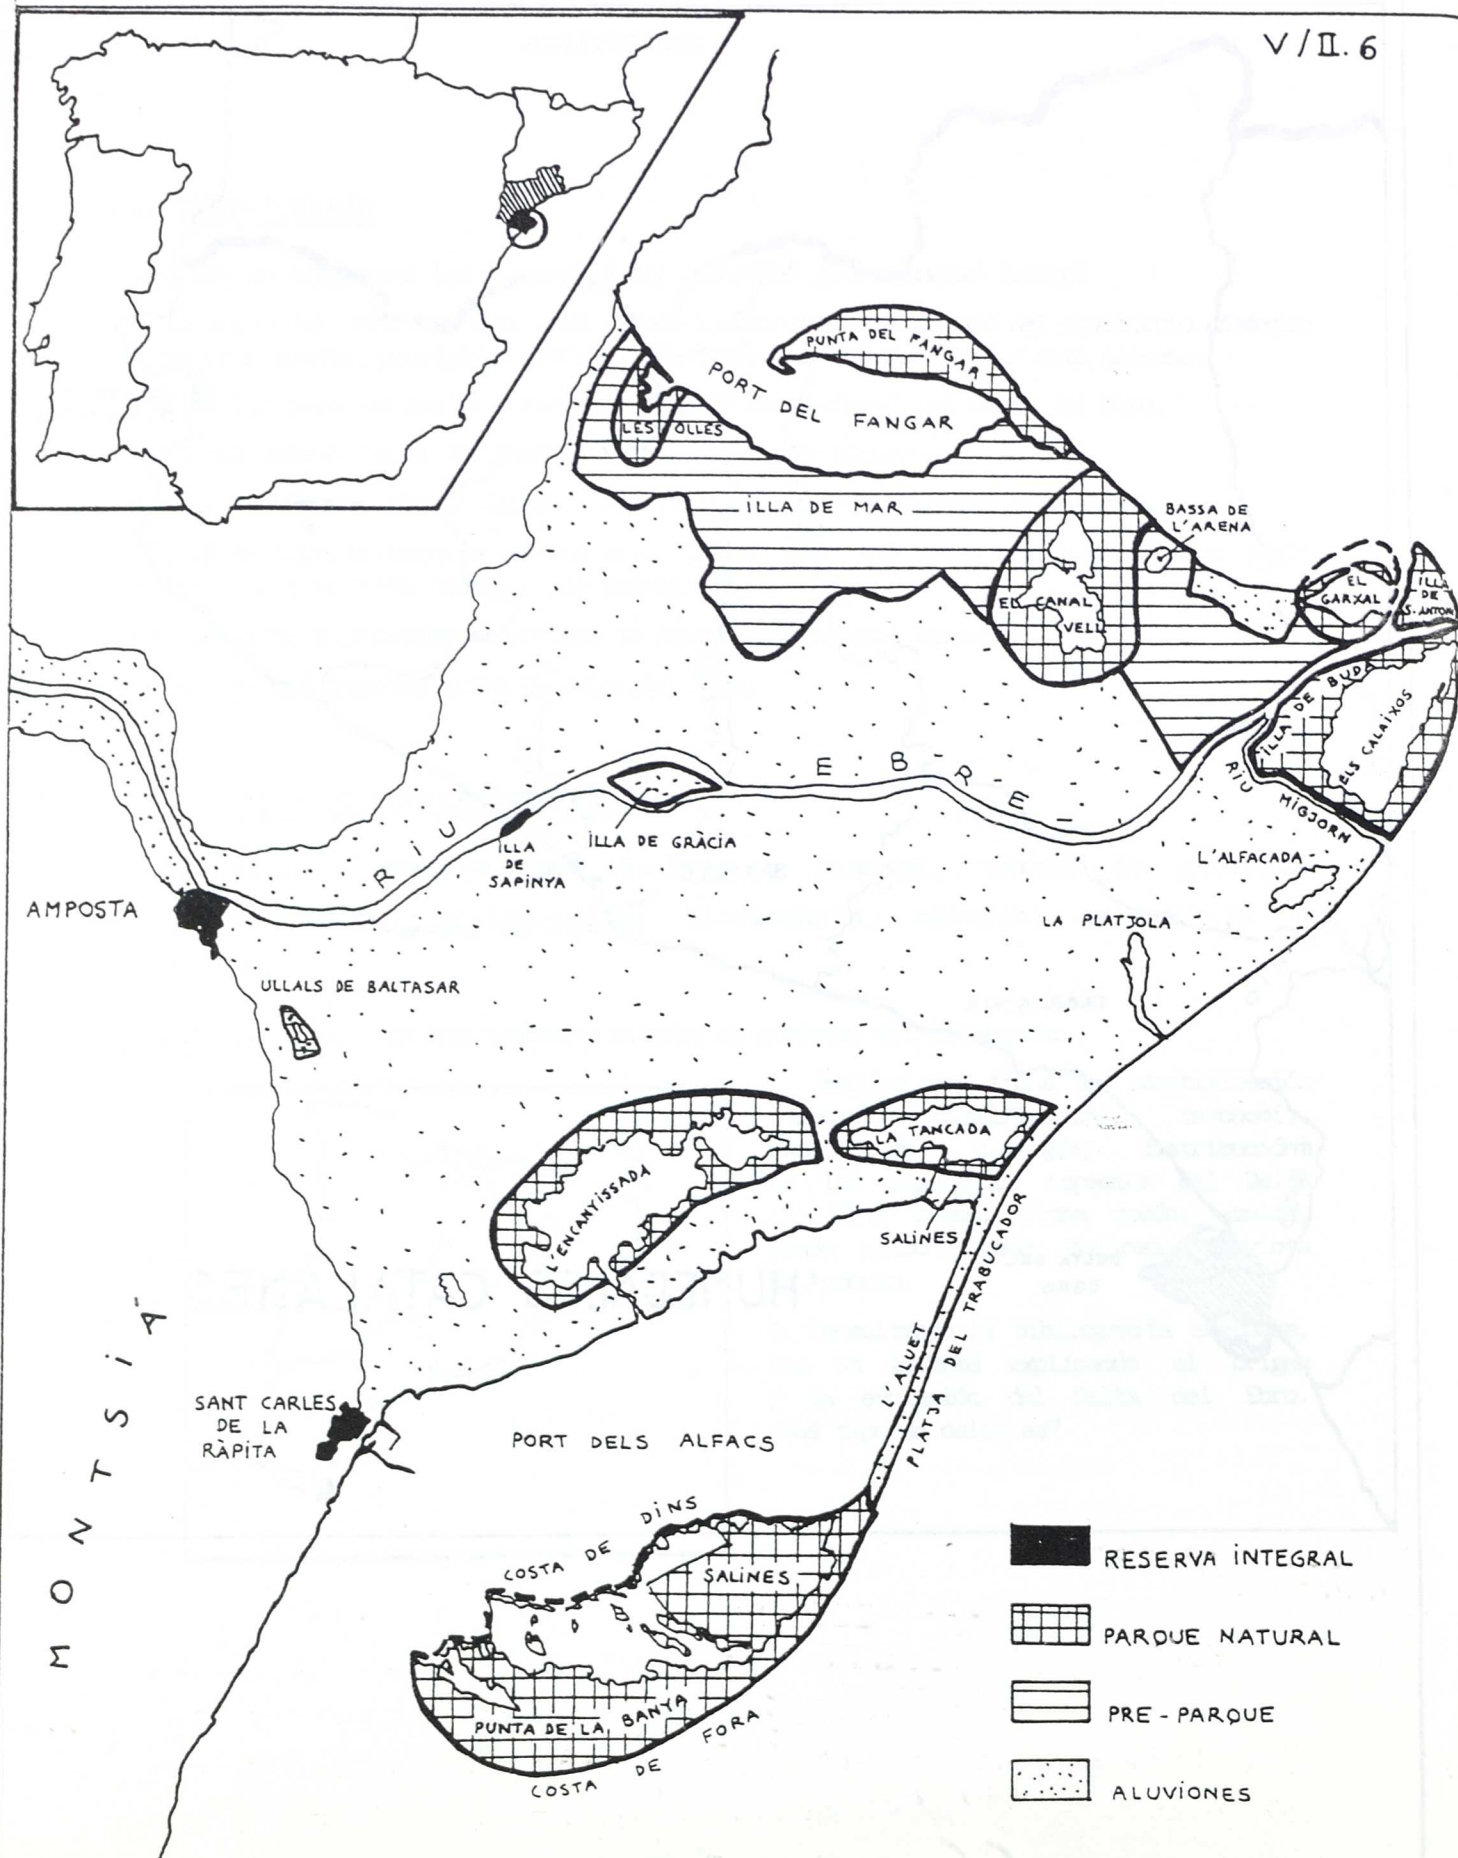 V/II.6
PUNTA DEL FANGAR
PORT DEL FANGAR
LES OLLES
ILLA DE MAR
BASSA DE
L'ARENA
EL
GARXAL
ILLA
DE
S. ANTONI
EL CANAL
VELL
ILLA DE BUDA
ELS CALAIXOS
RIU MIGJORN
RIU EBRE
ILLA DE GRÀCIA
ILLA
DE
SAPINYA
L'ALFACADA
AMPOSTA
LA PLATJOLA
ULLALS DE BALTASAR
LA TANCADA
L'ENCANYISSADA
SALINES
MONTSIÀ
L'ALUET
PLATJA DEL TRABUCADOR
SANT CARLES
DE LA
RÀPITA
PORT DELS ALFACS
COSTA DE DINS
SALINES
PUNTA DE LA BANYA
COSTA DE FORA
RESERVA INTEGRAL
PARQUE NATURAL
PRE-PARQUE
ALUVIONES